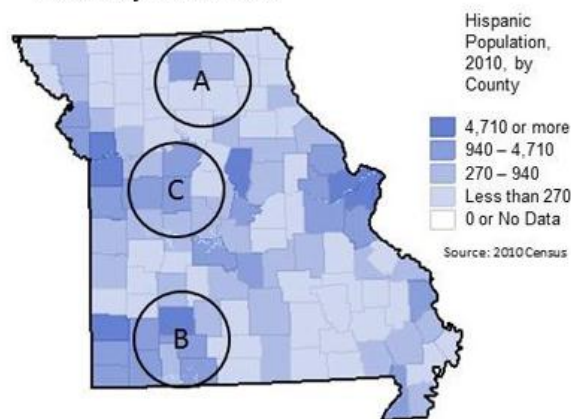 Hispanic
Population,
2010, by
County
4,710 or more
940 – 4,710
270 – 940
Less than 270
0 or No Data
Source: 2010 Census
A
C
B